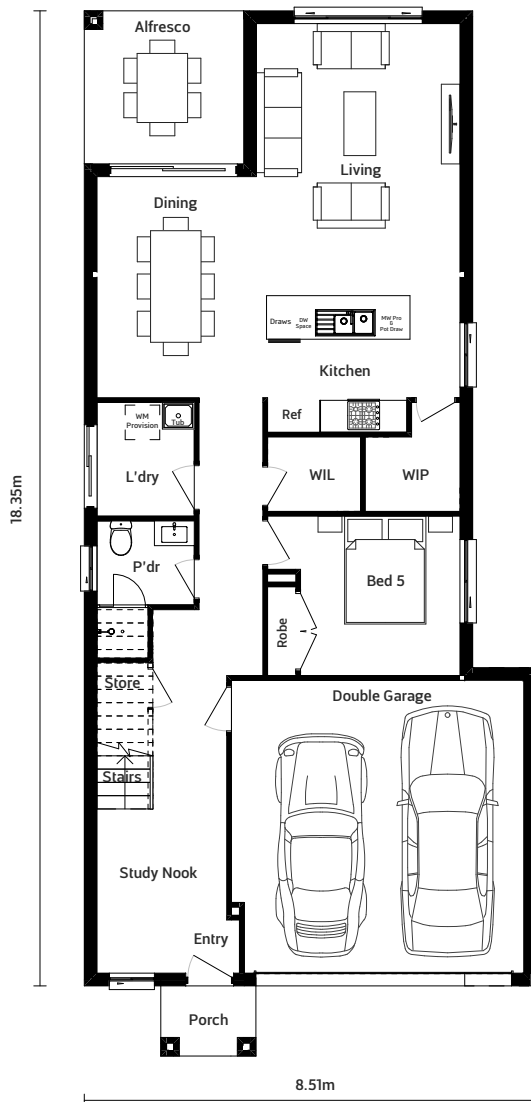 Alfresco
Living
Dining
Draws
DW
Space
MW Pro
&
Pot Draw
Kitchen
Ref
WM
Provision
Tub
L'dry
WIL
WIP
18.35m
P'dr
Bed 5
Robe
Store
Double Garage
Stairs
Study Nook
Entry
Porch
8.51m